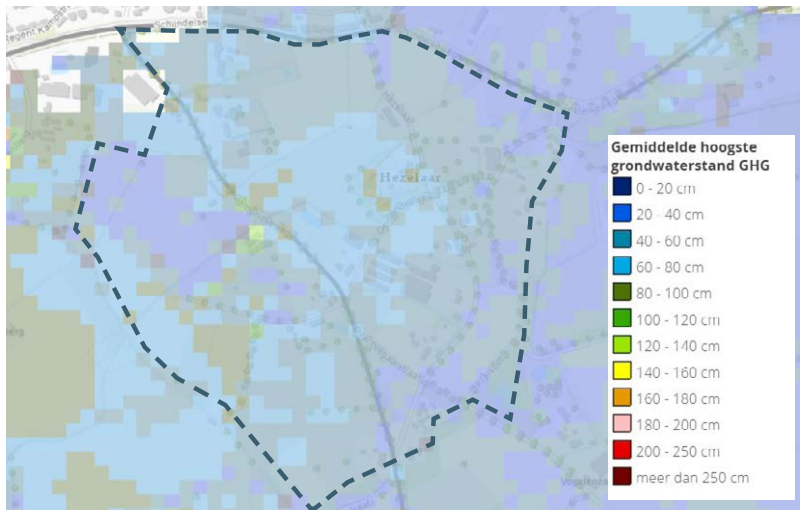 Regent Kampstr
Schijndelse
Hezelaar
Gemiddelde hoogste
grondwaterstand GHG
0 - 20 cm
20 - 40 cm
40 - 60 cm
60 - 80 cm
80 - 100 cm
100 - 120 cm
120 - 140 cm
140 - 160 cm
160 - 180 cm
180 - 200 cm
200 - 250 cm
meer dan 250 cm